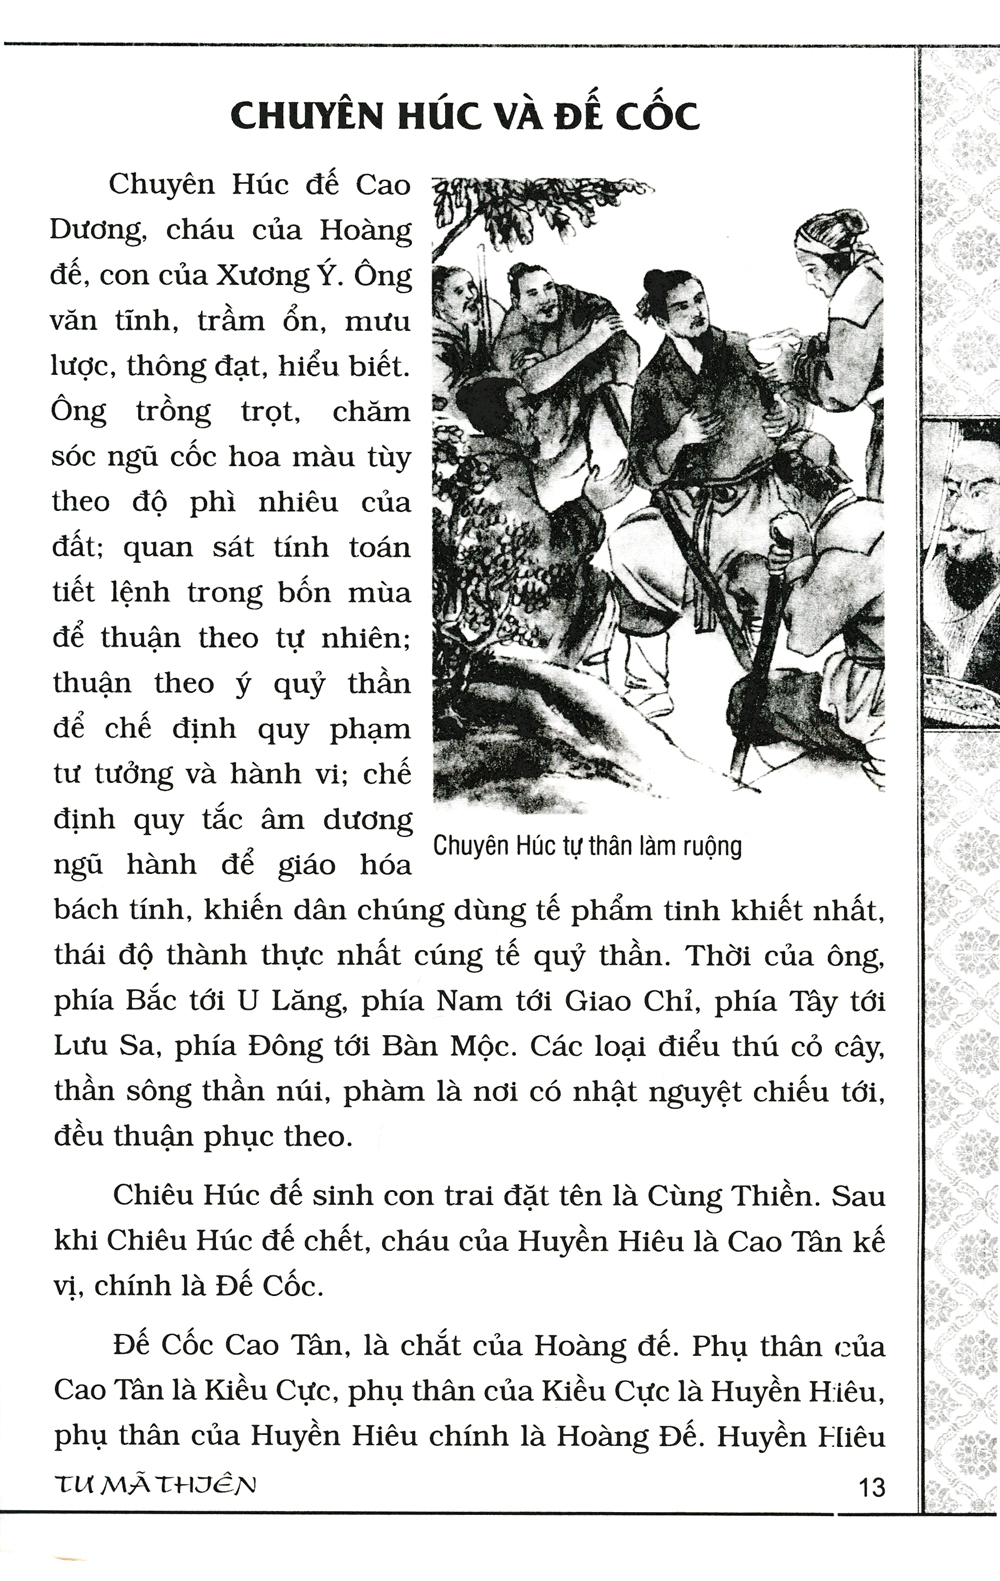 CHUYÊN HÚC VÀ ĐẾ CỐC
Chuyên Húc đế Cao
Dương, cháu của Hoàng
đế, con của Xương Ý. Ông
văn tĩnh, trầm ổn, mưu
lược, thông đạt, hiểu biết.
Ông trồng trọt, chăm
sóc ngũ cốc hoa màu tùy
theo độ phì nhiêu của
đất; quan sát tính toán
tiết lệnh trong bốn mùa
để thuận theo tự nhiên;
thuận theo ý quỷ thần
để chế định quy phạm
tư tưởng và hành vi; chế
định quy tắc âm dương
ngũ hành để giáo hóa
Chuyên Húc tự thân làm ruộng
bách tính, khiến dân chúng dùng tế phẩm tinh khiết nhất,
thái độ thành thực nhất cúng tế quỷ thần. Thời của ông,
phía Bắc tới U Lăng, phía Nam tới Giao Chỉ, phía Tây tới
Lưu Sa, phía Đông tới Bàn Mộc. Các loại điểu thú cỏ cây,
thần sông thần núi, phàm là nơi có nhật nguyệt chiếu tới,
đều thuận phục theo.
Chiêu Húc đế sinh con trai đặt tên là Cùng Thiền. Sau
khi Chiêu Húc đế chết, cháu của Huyền Hiêu là Cao Tân kế
vị, chính là Đế Cốc.
Đế Cốc Cao Tân, là chắt của Hoàng đế. Phụ thân của
Cao Tân là Kiều Cực, phụ thân của Kiều Cực là Huyền Hiêu,
phụ thân của Huyền Hiêu chính là Hoàng Đế. Huyền Hiêu
TƯ MÃ THIÊN
13